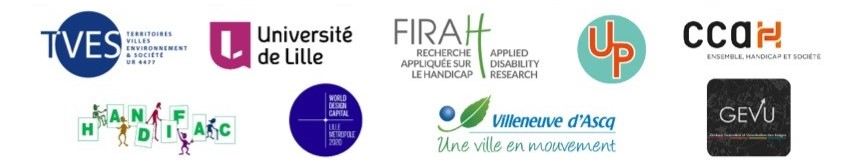 TVES
TERRITOIRES
VILLES
ENVIRONNEMENT
& SOCIÉTÉ
UR 4477
Université
de Lille
FIRAH
RECHERCHE
APPLIQUÉE SUR
LE HANDICAP
APPLIED
DISABILITY
RESEARCH
UP
ccaH
ENSEMBLE, HANDICAP ET SOCIÉTÉ
HANDIFAC
WORLD
DESIGN
CAPITAL
LILLE
METROPOLE
2020
Villeneuve d'Ascq
Une ville en mouvement
GEVU